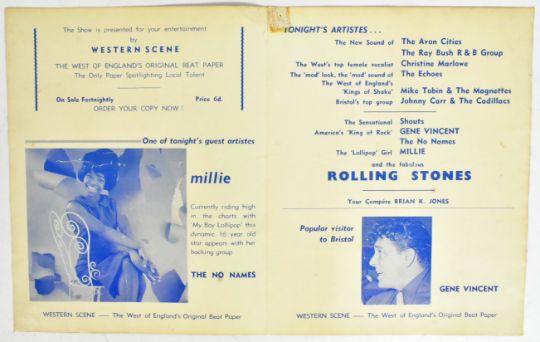 The Show is presented for your entertainment
by
WESTERN SCENE
THE WEST OF ENGLAND'S ORIGINAL BEAT PAPER
The Only Paper Spotlighting Local Talent
On Sale Fortnightly Price 6d.
ORDER YOUR COPY NOW !
One of tonight's guest artistes
millie
Currently riding high
in the charts with
'My Boy Lollipop' this
dynamic 16 year old
star appears with her
backing group
THE NO NAMES
WESTERN SCENE — The West of England's Original Beat Paper
TONIGHT'S ARTISTES . . .
The New Sound of The Avon Cities
The Ray Bush R & B Group
The West's top female vocalist Christine Marlowe
The 'mod' look, the 'mod' sound of The Echoes
The West of England's
'Kings of Shake' Mike Tobin & The Magnettes
Bristol's top group Johnny Carr & The Cadillacs
The Sensational Shouts
America's 'King of Rock' GENE VINCENT
The No Names
The 'Lollipop' Girl MILLIE
and the fabulous
ROLLING STONES
Your Compère BRIAN K. JONES
Popular visitor
to Bristol
GENE VINCENT
WESTERN SCENE — The West of England's Original Beat Paper